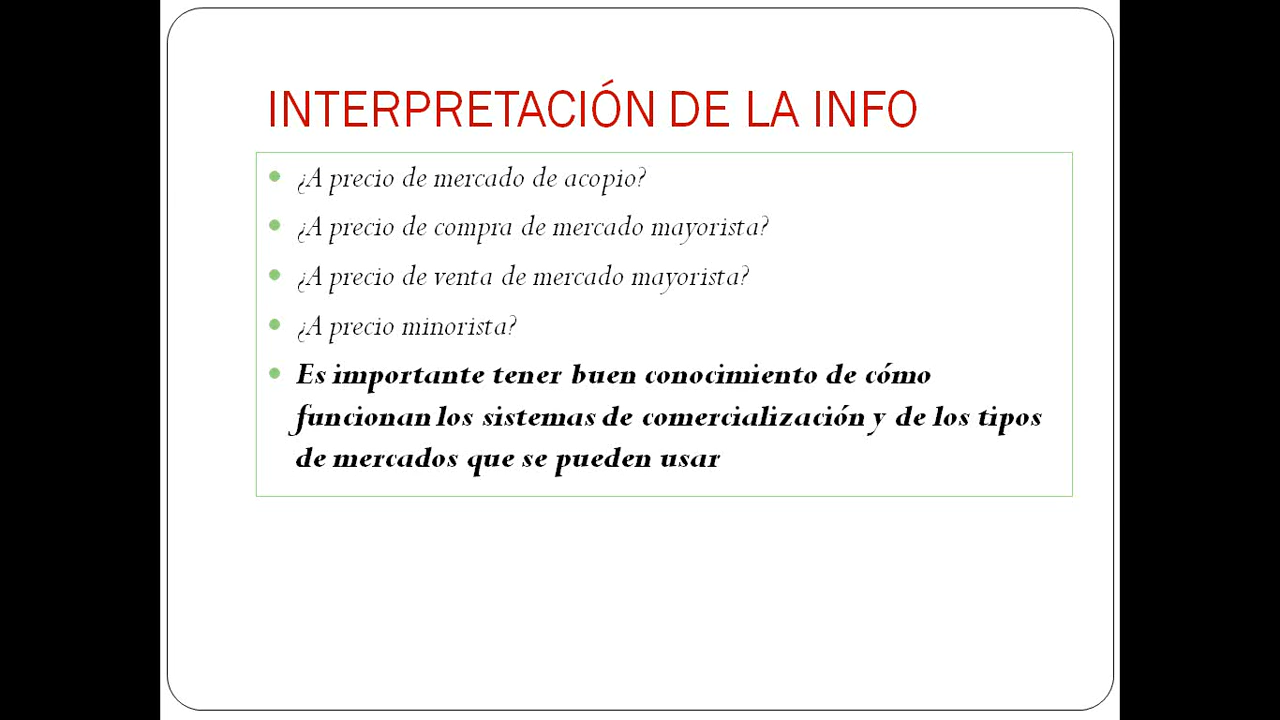 INTERPRETACIÓN DE LA INFO
¿A precio de mercado de acopio?
¿A precio de compra de mercado mayorista?
¿A precio de venta de mercado mayorista?
¿A precio minorista?
Es importante tener buen conocimiento de cómo
funcionan los sistemas de comercialización y de los tipos
de mercados que se pueden usar